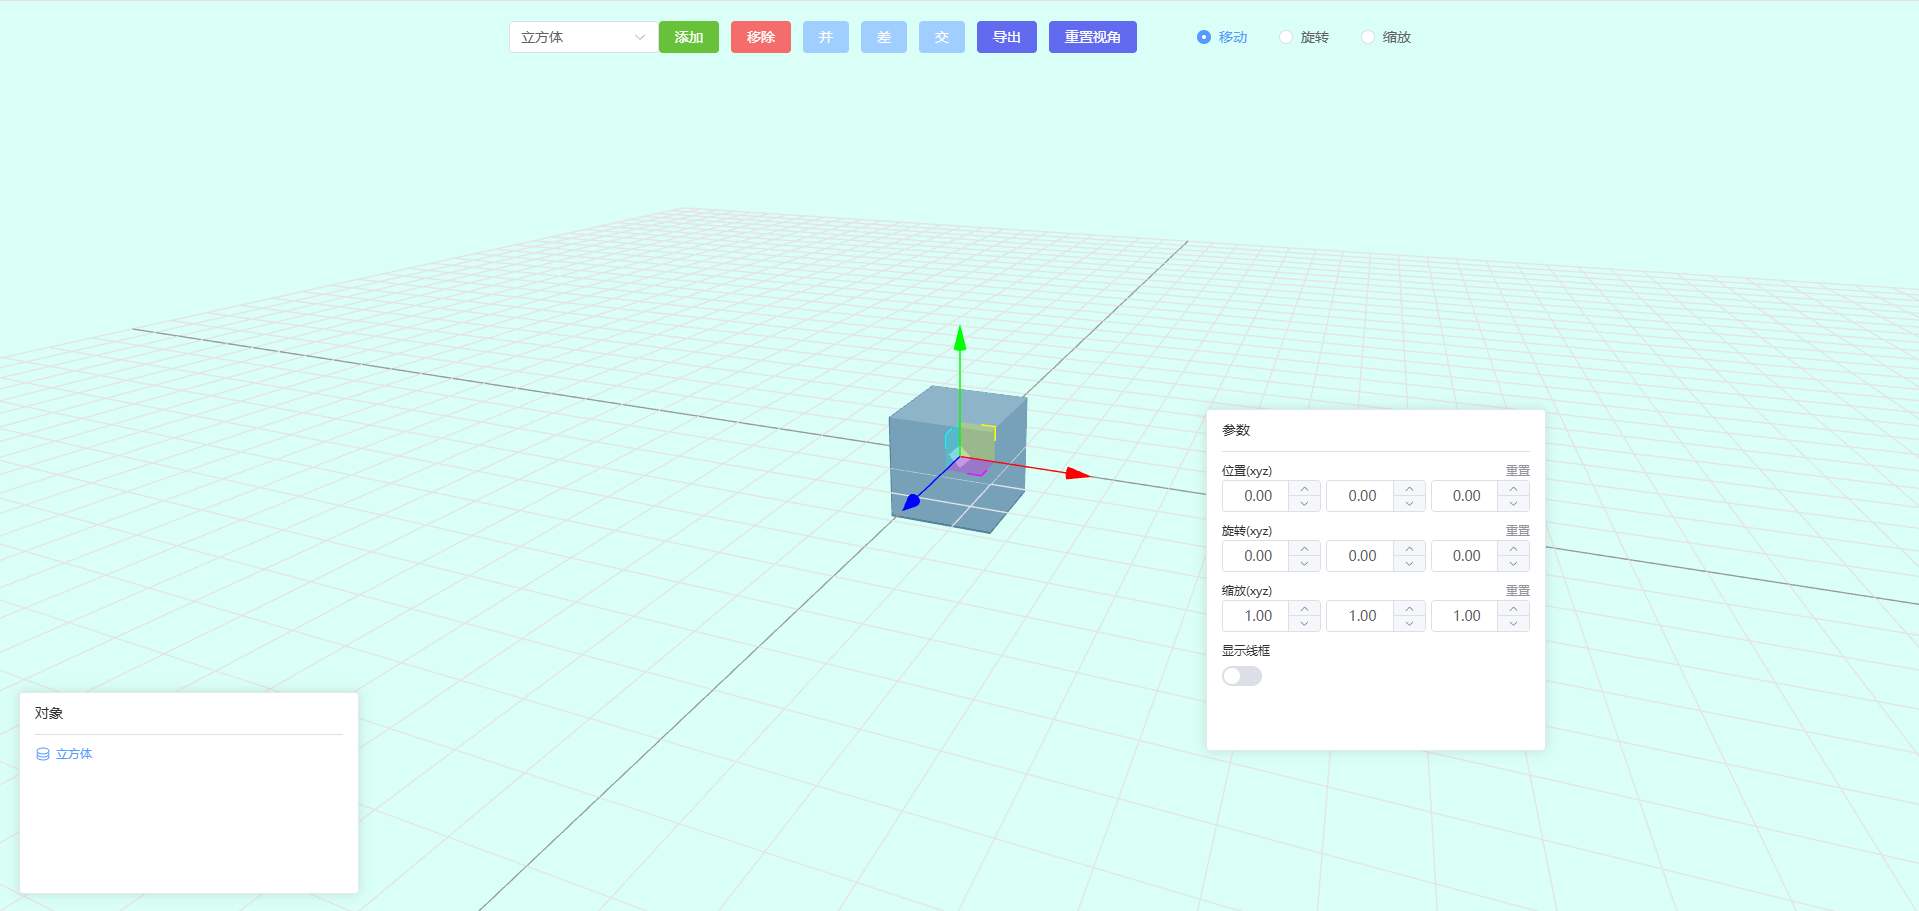 立方体 添加 移除 并 差 交 导出 重置视角 移动 旋转 缩放
参数
位置(xyz) 重置
0.00 0.00 0.00
旋转(xyz) 重置
0.00 0.00 0.00
缩放(xyz) 重置
1.00 1.00 1.00
显示线框
对象
立方体